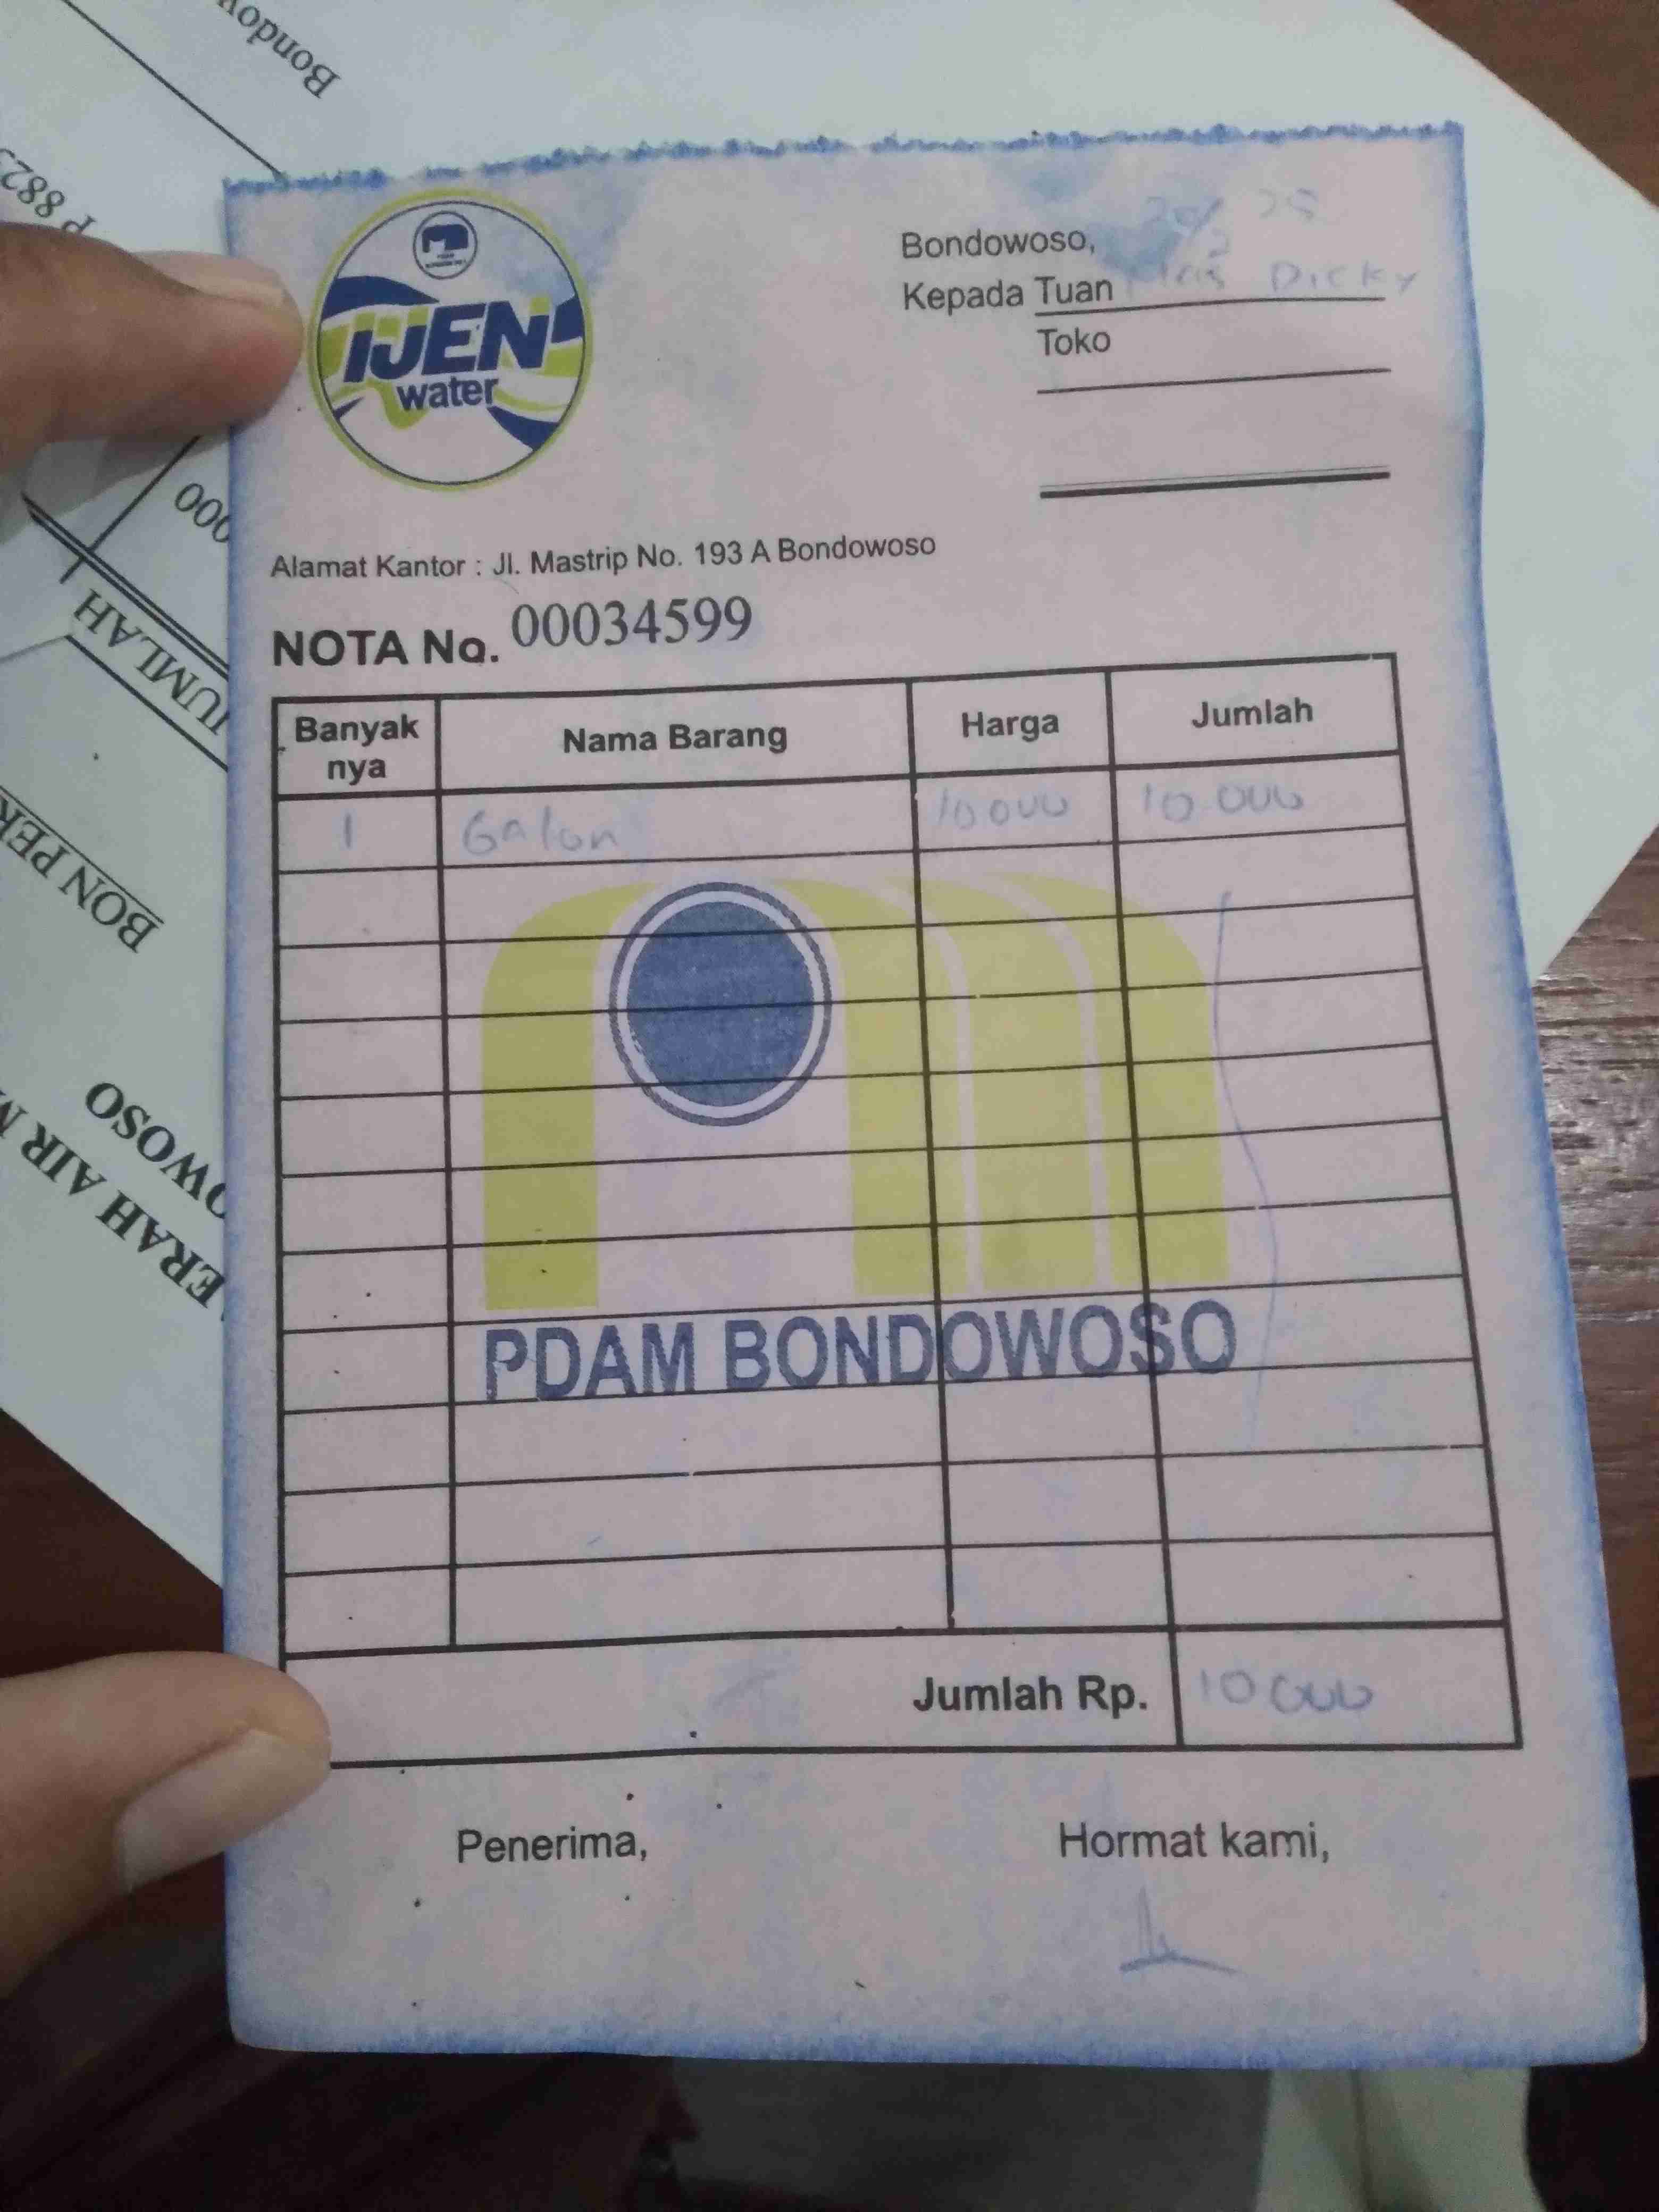 IJEN
water
Bondowoso, 25
Kepada Tuan Mas Dicky
Toko
Alamat Kantor : Jl. Mastrip No. 193 A Bondowoso
NOTA No. 00034599
Banyak nya Nama Barang Harga Jumlah
1 Galon 10.000 10.000
PDAM BONDOWOSO
Jumlah Rp. 10.000
Penerima, Hormat kami,
Bondow
P 882
000
JUMLAH
BON PER
ERAH AIR M
OWOSO